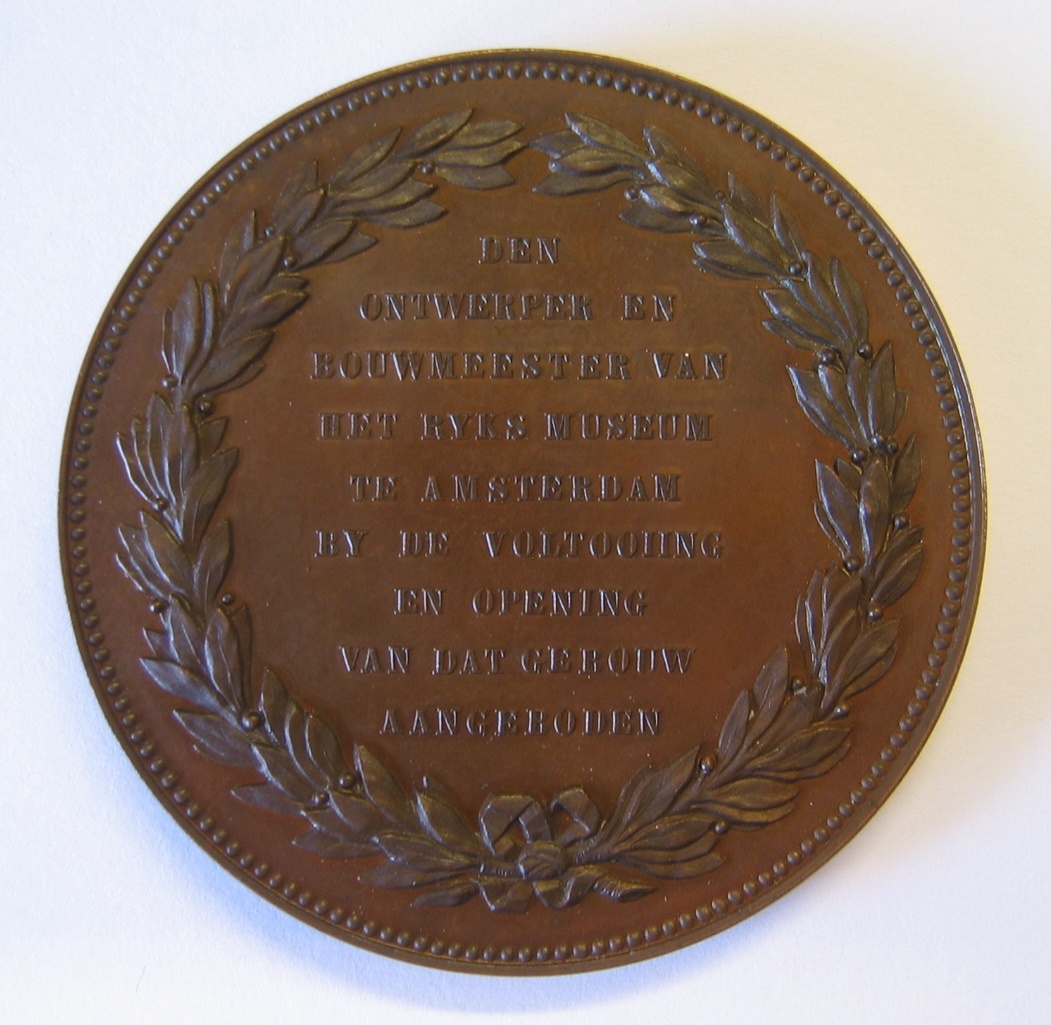 DEN
ONTWERPER EN
BOUWMEESTER VAN
HET RYKS MUSEUM
TE AMSTERDAM
BY DE VOLTOOIING
EN OPENING
VAN DAT GEBOUW
AANGEBODEN